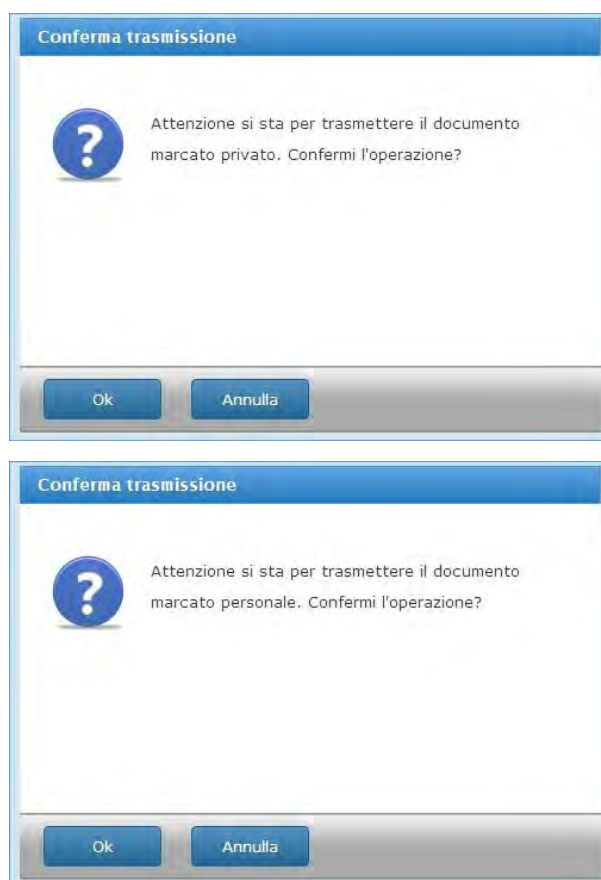 Conferma trasmissione
?
Attenzione si sta per trasmettere il documento
marcato privato. Confermi l'operazione?
Ok Annulla
Conferma trasmissione
?
Attenzione si sta per trasmettere il documento
marcato personale. Confermi l'operazione?
Ok Annulla